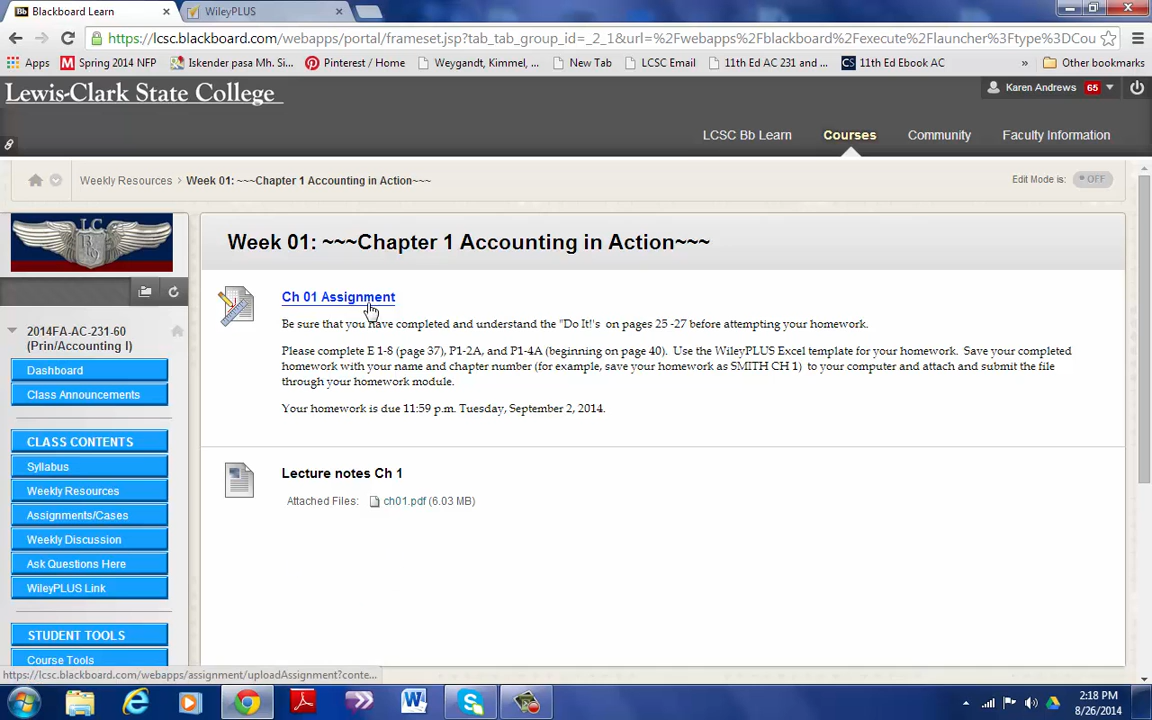 Blackboard Learn
WileyPLUS
https://lcsc.blackboard.com/webapps/portal/frameset.jsp?tab_tab_group_id=_2_1&url=%2Fwebapps%2Fblackboard%2Fexecute%2Flauncher%3Ftype%3DCou
Apps Spring 2014 NFP Iskender pasa Mh. Si... Pinterest / Home Weygandt, Kimmel, ... New Tab LCSC Email 11th Ed AC 231 and ... CS 11th Ed Ebook AC » Other bookmarks
Lewis-Clark State College
Karen Andrews 65
LCSC Bb Learn Courses Community Faculty Information
Weekly Resources > Week 01: ~~~Chapter 1 Accounting in Action~~~
Edit Mode is: OFF
LC
2014FA-AC-231-60
(Prin/Accounting I)
Dashboard
Class Announcements
CLASS CONTENTS
Syllabus
Weekly Resources
Assignments/Cases
Weekly Discussion
Ask Questions Here
WileyPLUS Link
STUDENT TOOLS
Course Tools
Week 01: ~~~Chapter 1 Accounting in Action~~~
Ch 01 Assignment
Be sure that you have completed and understand the "Do It!'s on pages 25 -27 before attempting your homework.
Please complete E 1-8 (page 37), P1-2A, and P1-4A (beginning on page 40). Use the WileyPLUS Excel template for your homework. Save your completed
homework with your name and chapter number (for example, save your homework as SMITH CH 1) to your computer and attach and submit the file
through your homework module.
Your homework is due 11:59 p.m. Tuesday, September 2, 2014.
Lecture notes Ch 1
Attached Files: ch01.pdf (6.03 MB)
https://lcsc.blackboard.com/webapps/assignment/uploadAssignment?conte...
2:18 PM
8/26/2014